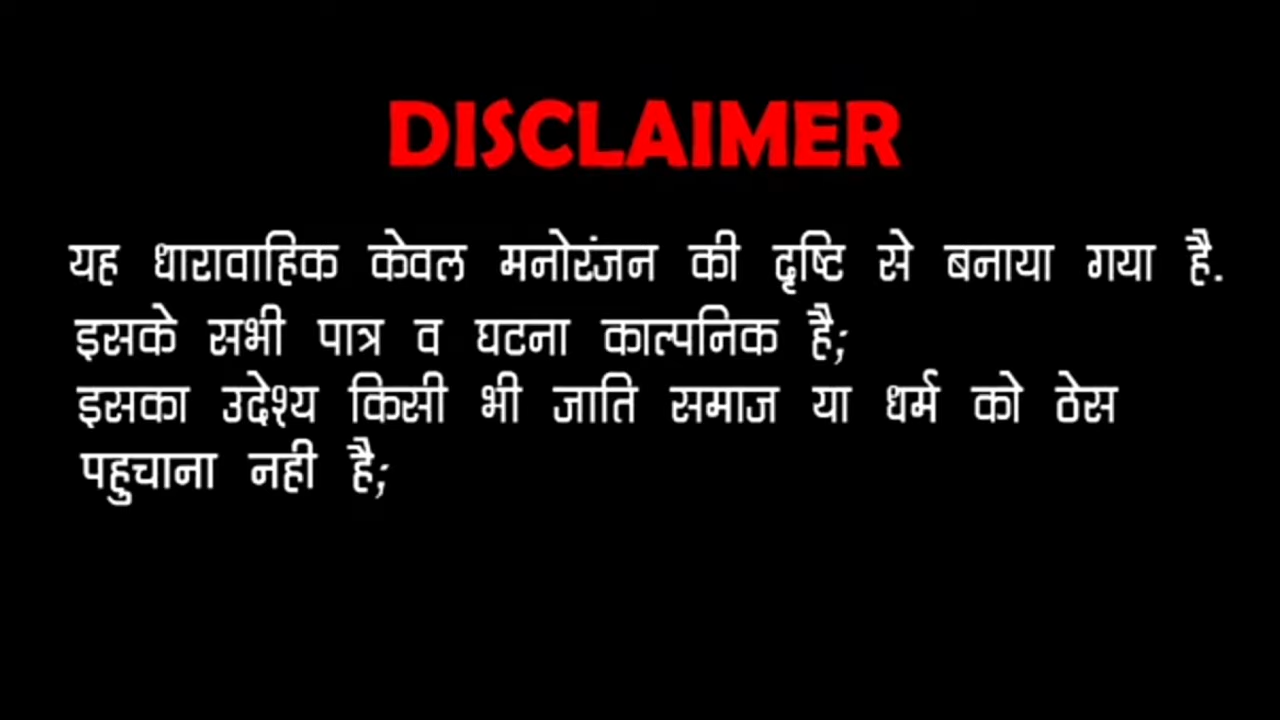 DISCLAIMER
यह धारावाहिक केवल मनोरंजन की दृष्टि से बनाया गया है.
इसके सभी पात्र व घटना काल्पनिक है;
इसका उदेश्य किसी भी जाति समाज या धर्म को ठेस
पहुचाना नही है;